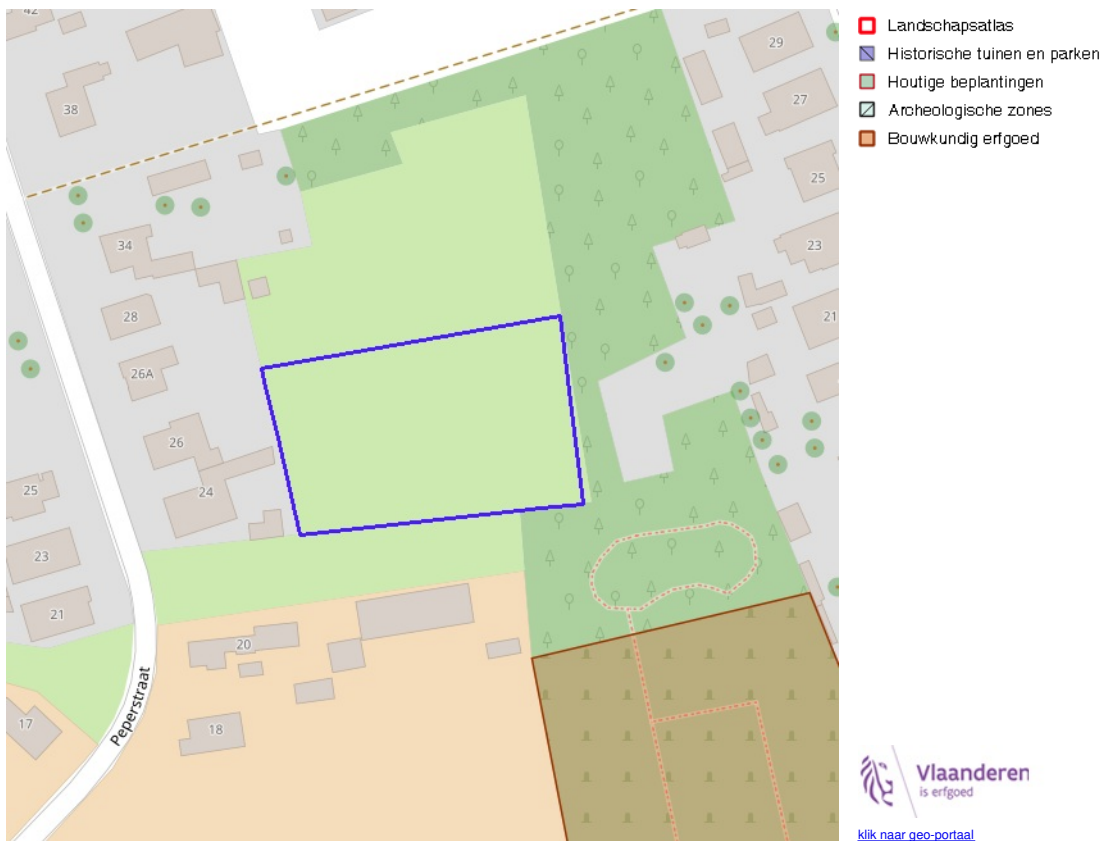 42
38
34
28
26A
26
24
25
23
21
17
20
18
Peperstraat
29
27
25
23
21
Landschapsatlas
Historische tuinen en parken
Houtige beplantingen
Archeologische zones
Bouwkundig erfgoed
Vlaanderen
is erfgoed
klik naar geo-portaal